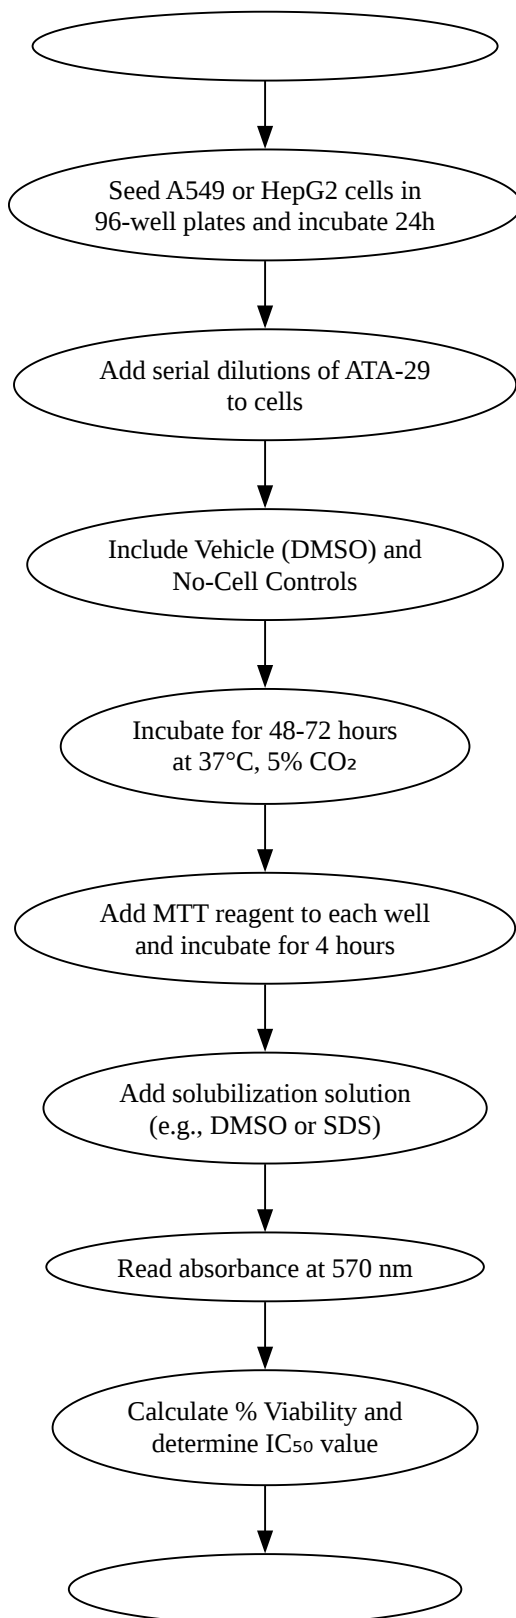 Seed A549 or HepG2 cells in
96-well plates and incubate 24h
Add serial dilutions of ATA-29
to cells
Include Vehicle (DMSO) and
No-Cell Controls
Incubate for 48-72 hours
at 37°C, 5% CO₂
Add MTT reagent to each well
and incubate for 4 hours
Add solubilization solution
(e.g., DMSO or SDS)
Read absorbance at 570 nm
Calculate % Viability and
determine IC₅₀ value